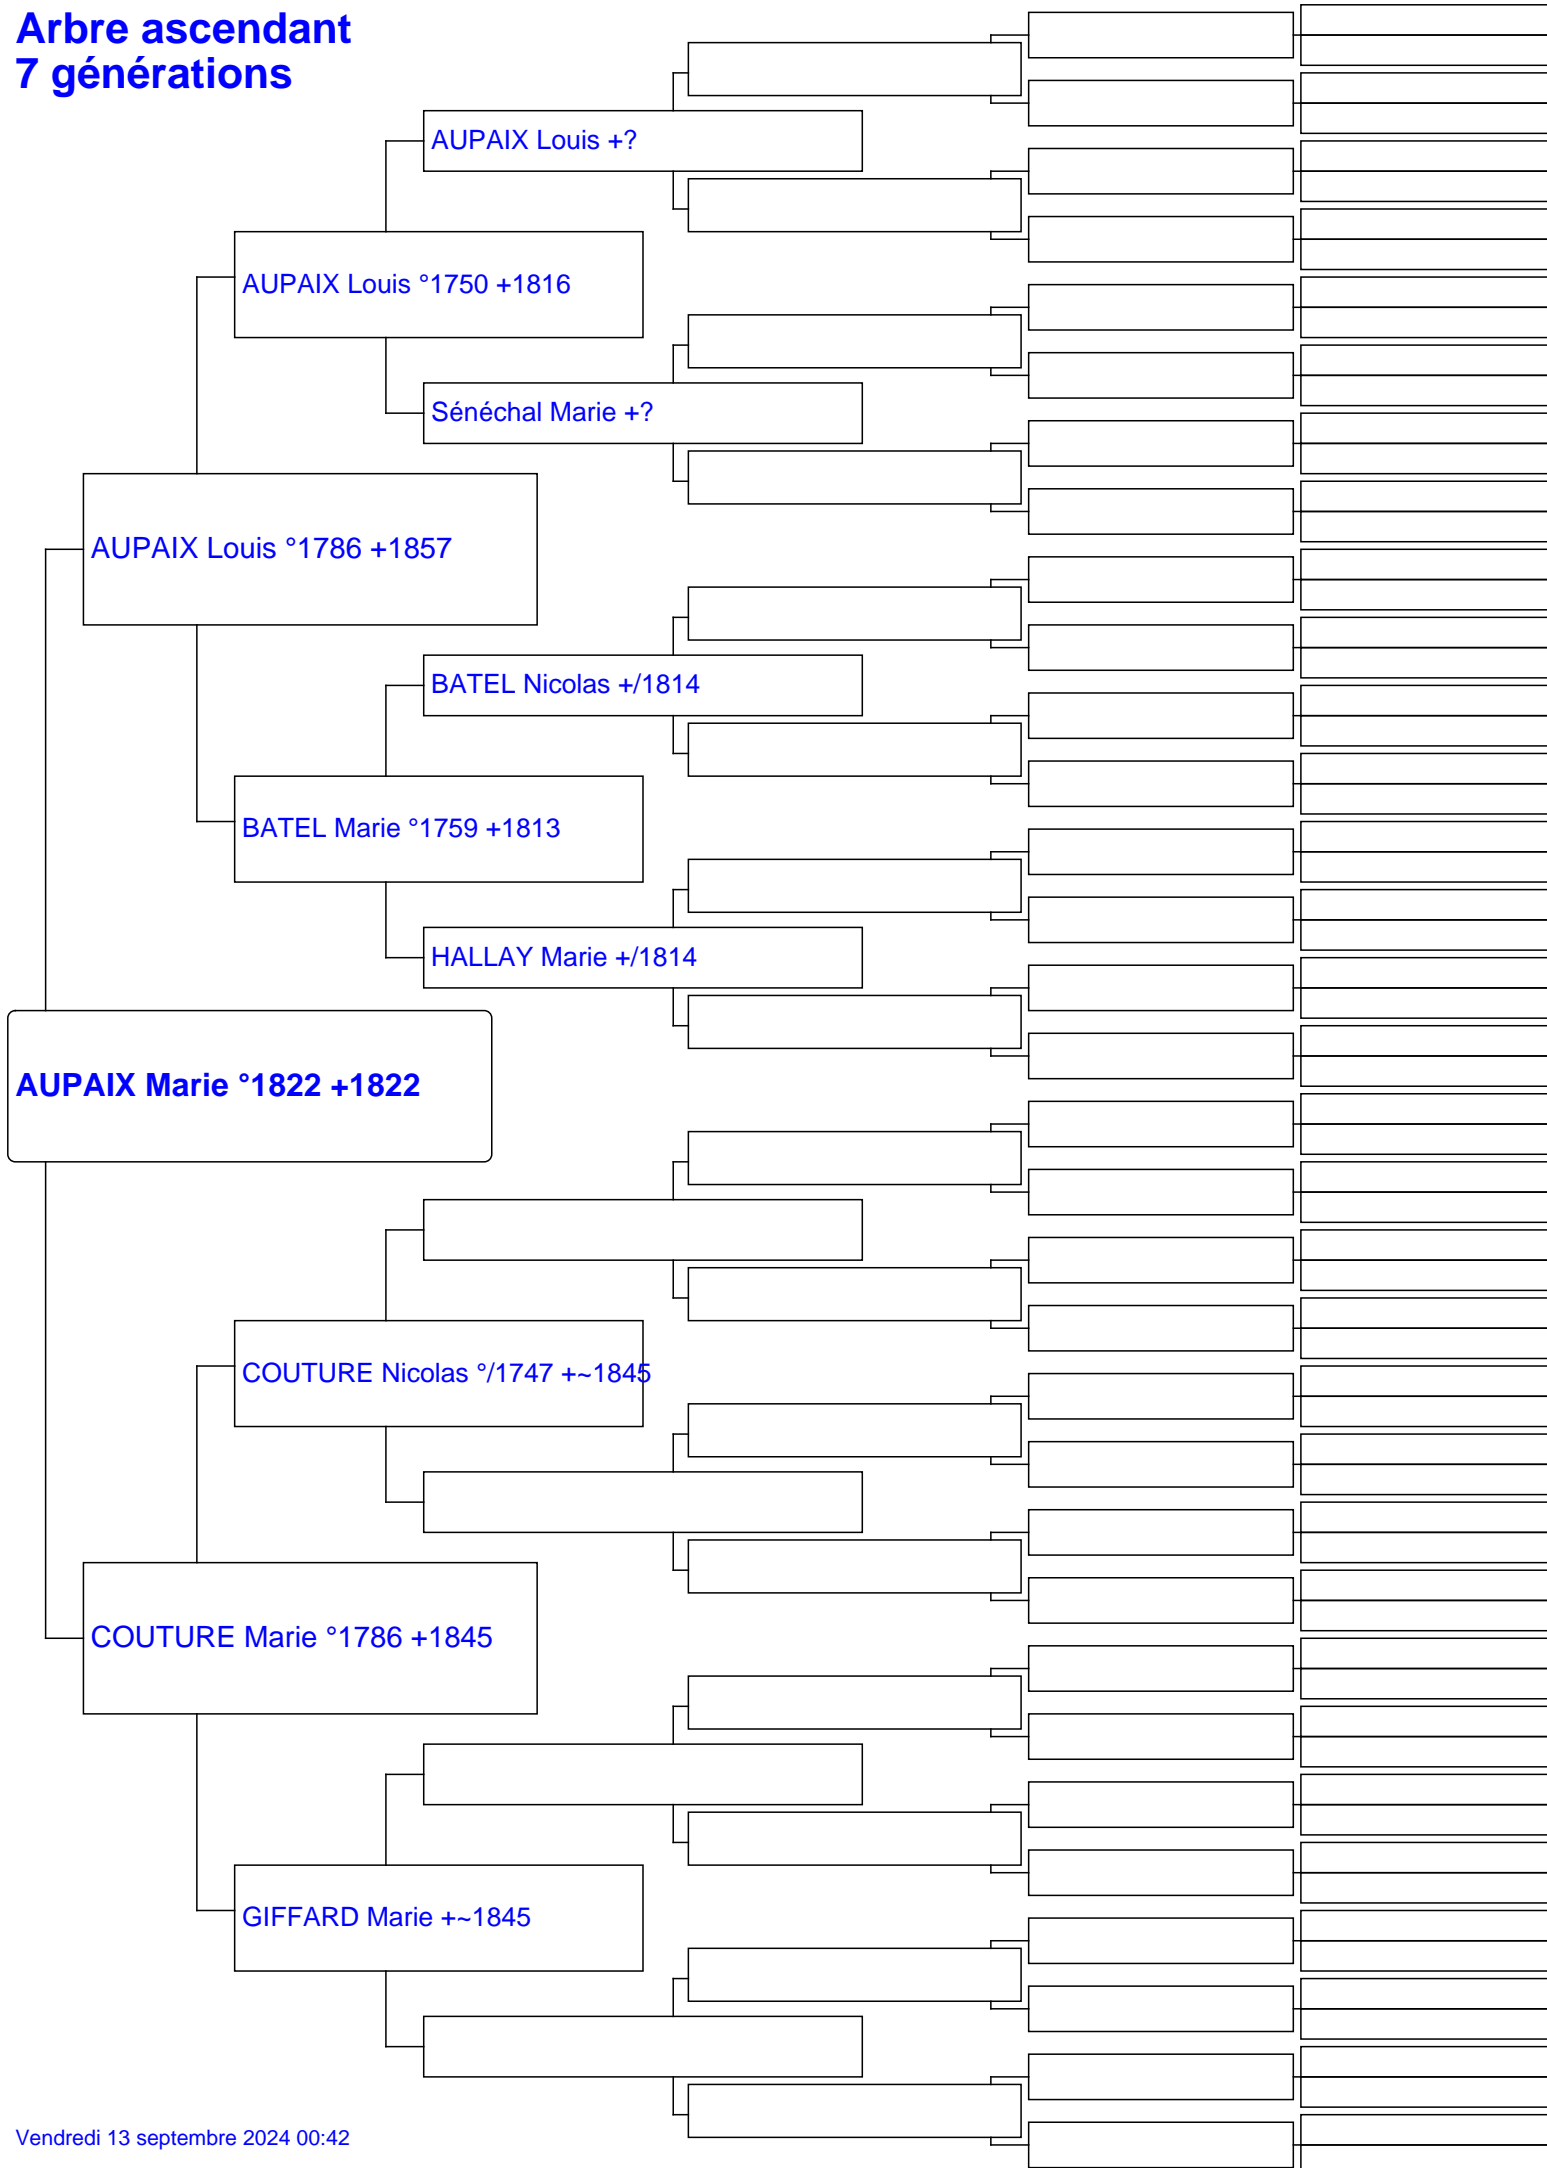 Arbre ascendant
7 générations
AUPAIX Louis +?
AUPAIX Louis °1750 +1816
Sénéchal Marie +?
AUPAIX Louis °1786 +1857
BATEL Nicolas +/1814
BATEL Marie °1759 +1813
HALLAY Marie +/1814
AUPAIX Marie °1822 +1822
COUTURE Nicolas °/1747 +~1845
COUTURE Marie °1786 +1845
GIFFARD Marie +~1845
Vendredi 13 septembre 2024 00:42